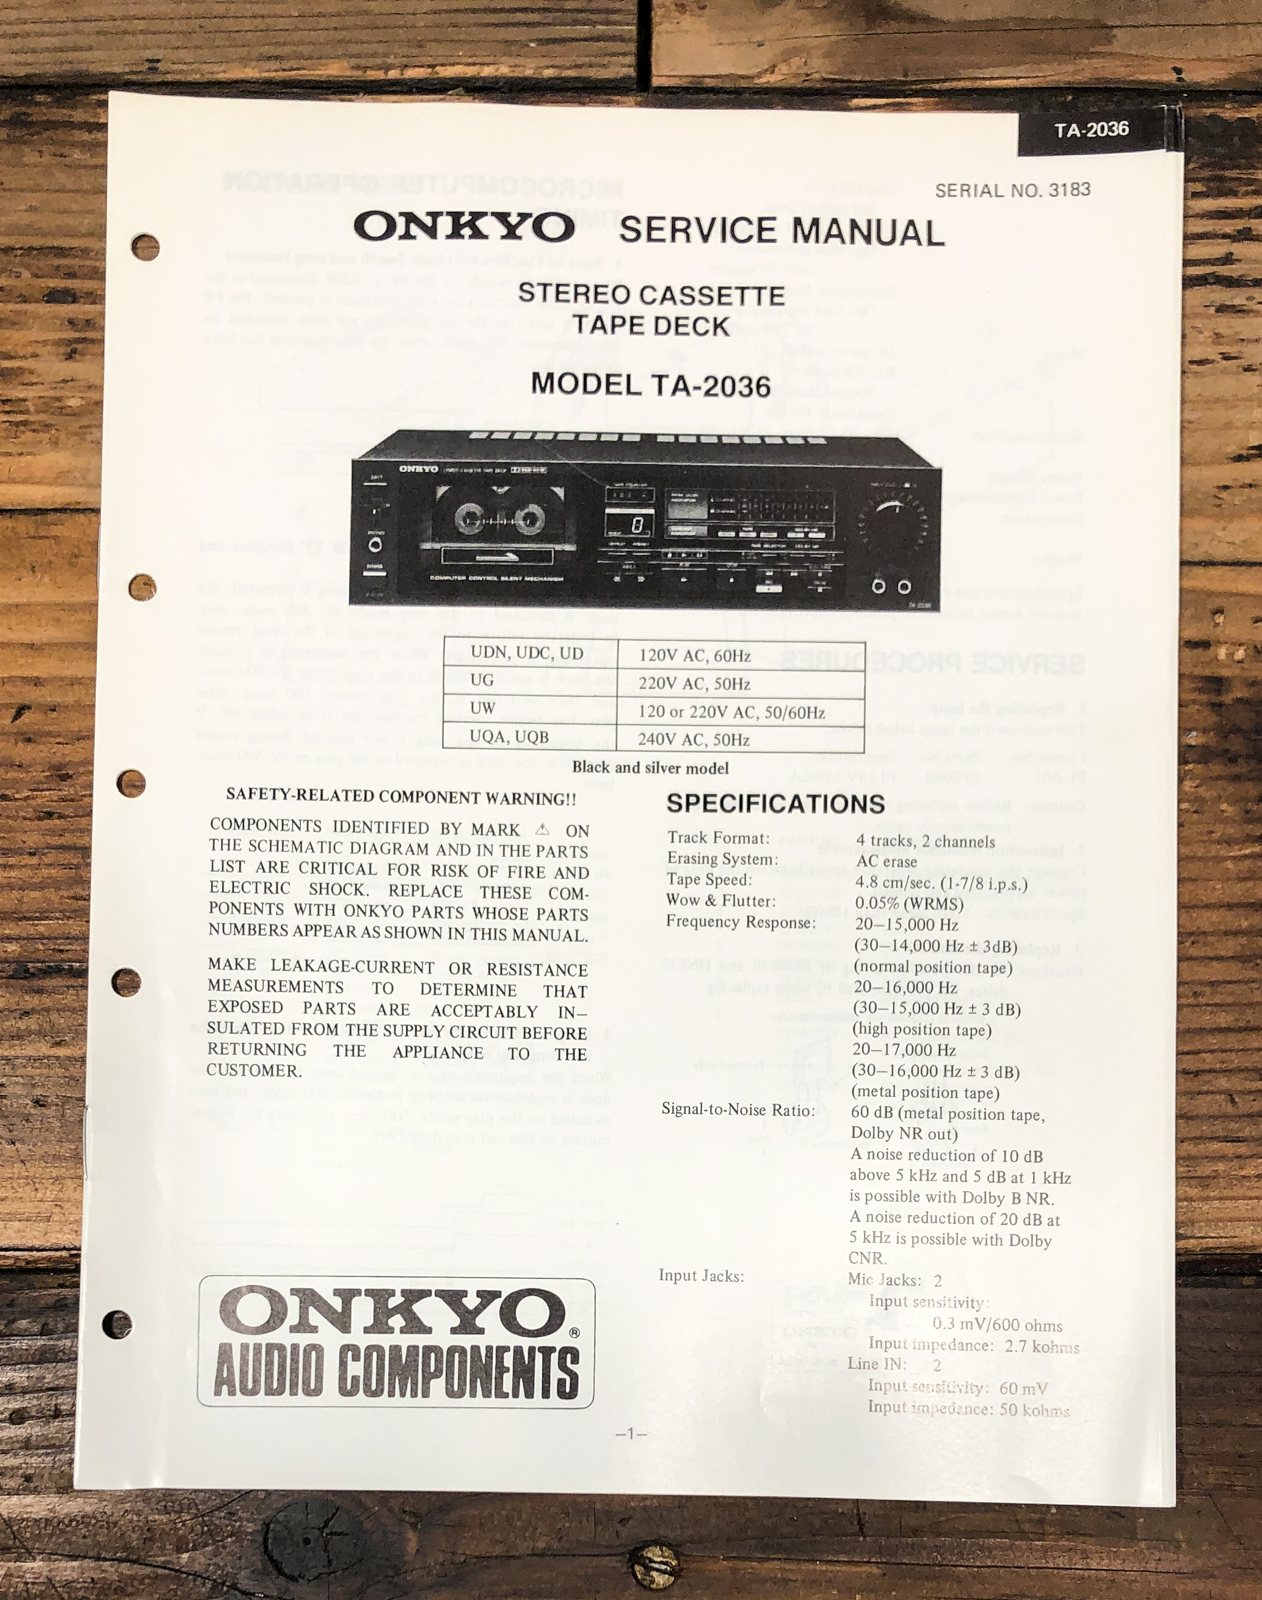 TA-2036
SERIAL NO. 3183
ONKYO SERVICE MANUAL
STEREO CASSETTE
TAPE DECK
MODEL TA-2036
ONKYO
COMPUTER CONTROL SILENT MECHANISM
TA-2036
UDN, UDC, UD 120V AC, 60Hz
UG 220V AC, 50Hz
UW 120 or 220V AC, 50/60Hz
UQA, UQB 240V AC, 50Hz
Black and silver model
SAFETY-RELATED COMPONENT WARNING!!
COMPONENTS IDENTIFIED BY MARK ⚠ ON
THE SCHEMATIC DIAGRAM AND IN THE PARTS
LIST ARE CRITICAL FOR RISK OF FIRE AND
ELECTRIC SHOCK. REPLACE THESE COM-
PONENTS WITH ONKYO PARTS WHOSE PARTS
NUMBERS APPEAR AS SHOWN IN THIS MANUAL.
MAKE LEAKAGE-CURRENT OR RESISTANCE
MEASUREMENTS TO DETERMINE THAT
EXPOSED PARTS ARE ACCEPTABLY IN–
SULATED FROM THE SUPPLY CIRCUIT BEFORE
RETURNING THE APPLIANCE TO THE
CUSTOMER.
ONKYO®
AUDIO COMPONENTS
SPECIFICATIONS
Track Format: 4 tracks, 2 channels
Erasing System: AC erase
Tape Speed: 4.8 cm/sec. (1-7/8 i.p.s.)
Wow & Flutter: 0.05% (WRMS)
Frequency Response: 20–15,000 Hz
(30–14,000 Hz ± 3dB)
(normal position tape)
20–16,000 Hz
(30–15,000 Hz ± 3 dB)
(high position tape)
20–17,000 Hz
(30–16,000 Hz ± 3 dB)
(metal position tape)
Signal-to-Noise Ratio: 60 dB (metal position tape,
Dolby NR out)
A noise reduction of 10 dB
above 5 kHz and 5 dB at 1 kHz
is possible with Dolby B NR.
A noise reduction of 20 dB at
5 kHz is possible with Dolby
CNR.
Input Jacks: Mic Jacks: 2
Input sensitivity:
0.3 mV/600 ohms
Input impedance: 2.7 kohms
Line IN: 2
Input sensitivity: 60 mV
Input impedance: 50 kohms
–1–